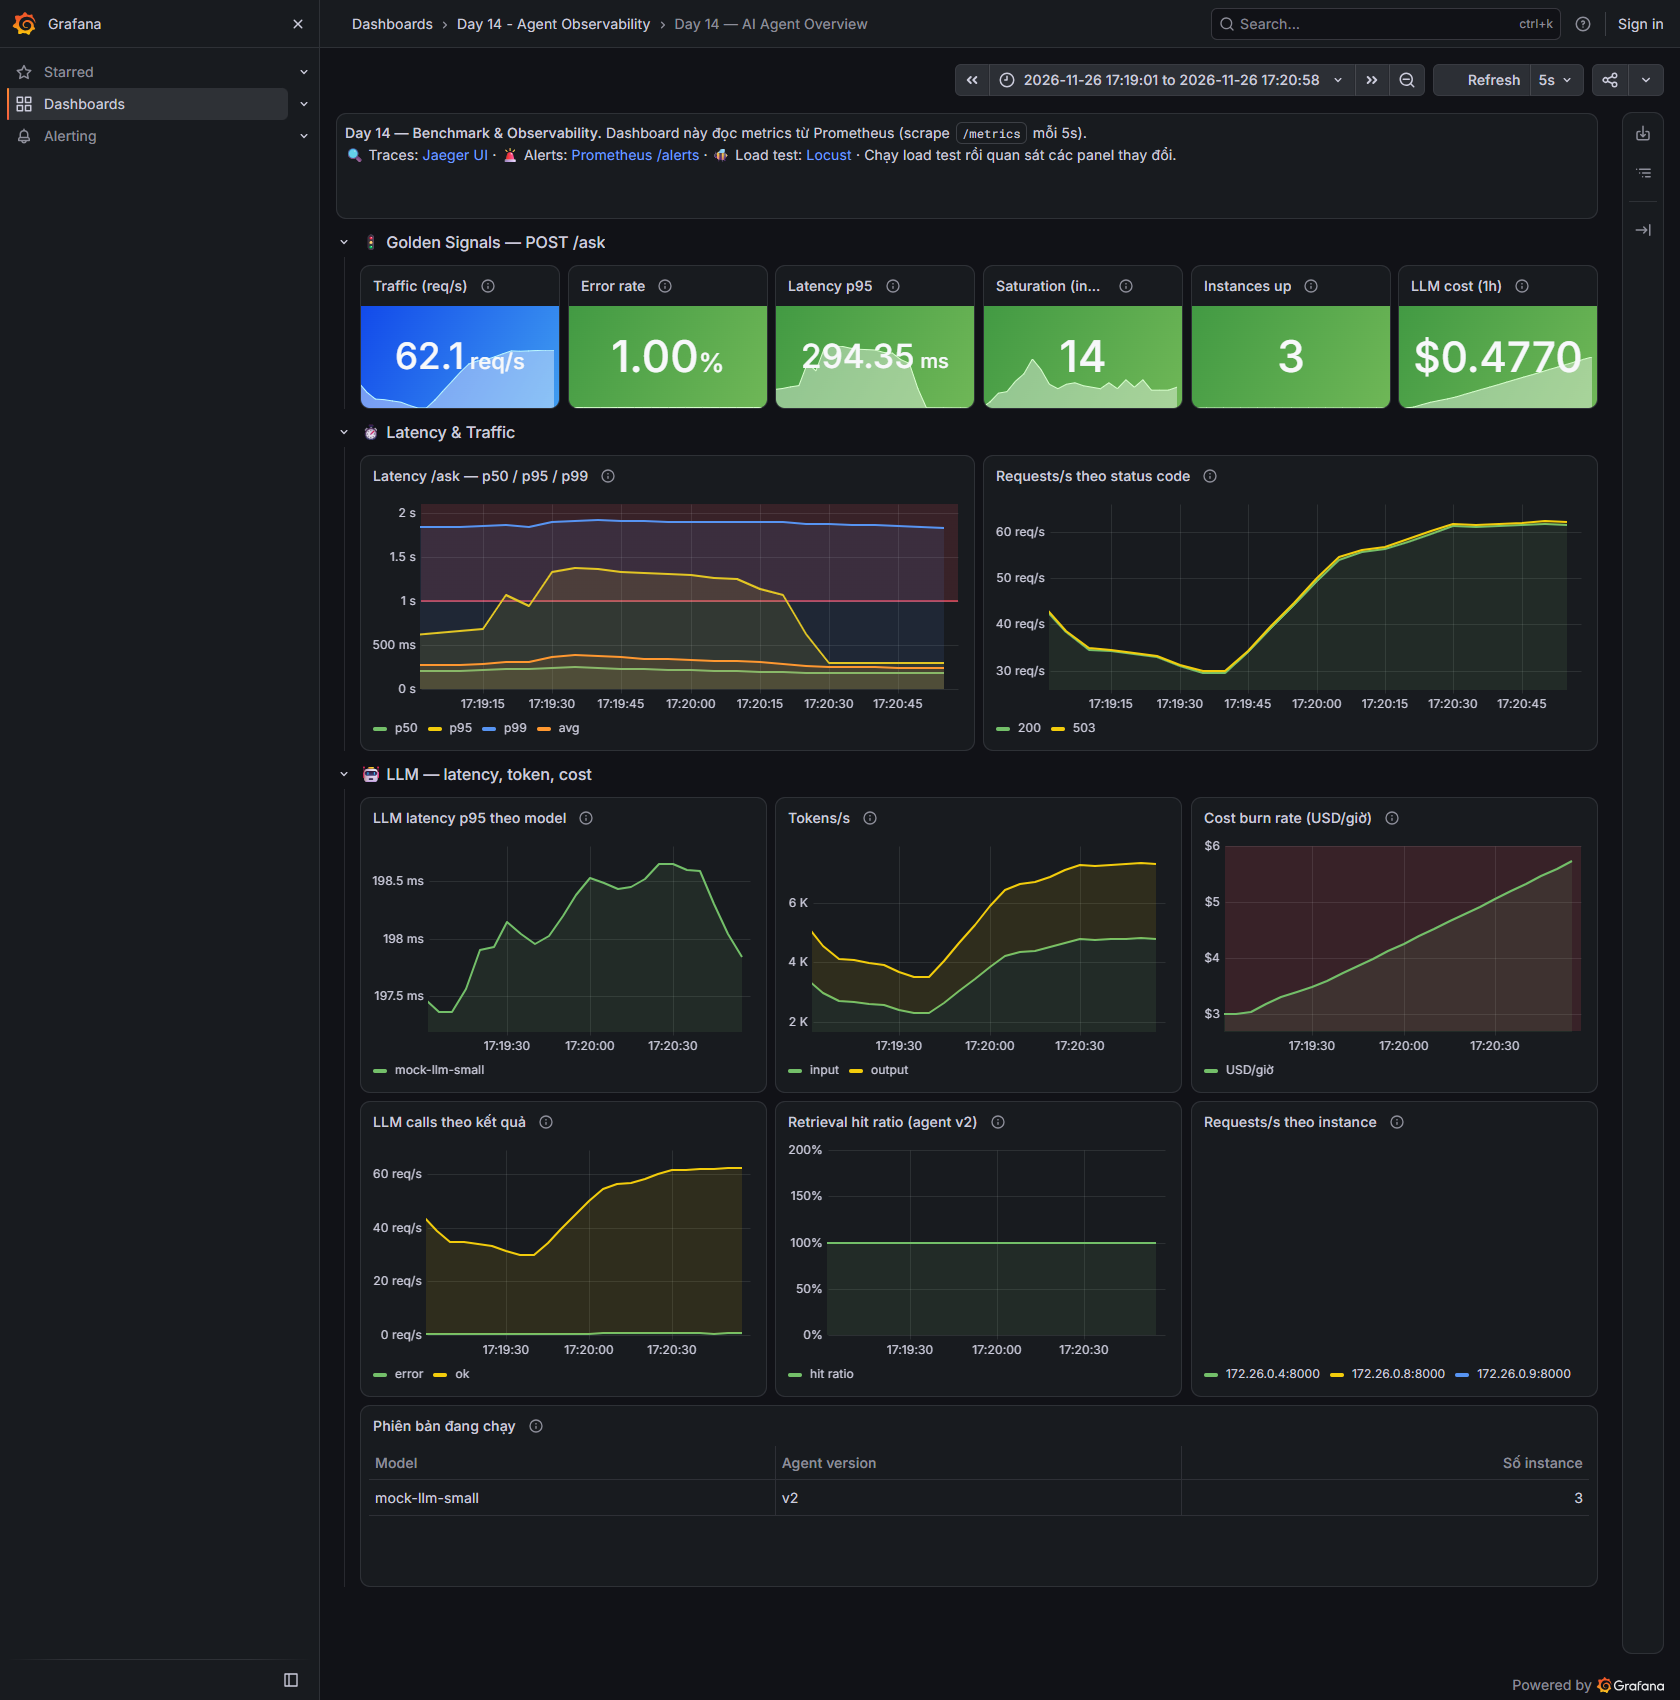 Grafana
Dashboards › Day 14 - Agent Observability › Day 14 — AI Agent Overview
Search... ctrl+k
Sign in
Starred
Dashboards
Alerting
2026-11-26 17:19:01 to 2026-11-26 17:20:58
Refresh 5s
Day 14 — Benchmark & Observability. Dashboard này đọc metrics từ Prometheus (scrape /metrics mỗi 5s).
Traces: Jaeger UI · Alerts: Prometheus /alerts · Load test: Locust · Chạy load test rồi quan sát các panel thay đổi.
Golden Signals — POST /ask
Traffic (req/s)
62.1 req/s
Error rate
1.00%
Latency p95
294.35 ms
Saturation (in...
14
Instances up
3
LLM cost (1h)
$0.4770
Latency & Traffic
Latency /ask — p50 / p95 / p99
2 s
1.5 s
1 s
500 ms
0 s
17:19:15 17:19:30 17:19:45 17:20:00 17:20:15 17:20:30 17:20:45
p50 p95 p99 avg
Requests/s theo status code
60 req/s
50 req/s
40 req/s
30 req/s
17:19:15 17:19:30 17:19:45 17:20:00 17:20:15 17:20:30 17:20:45
200 503
LLM — latency, token, cost
LLM latency p95 theo model
198.5 ms
198 ms
197.5 ms
17:19:30 17:20:00 17:20:30
mock-llm-small
Tokens/s
6 K
4 K
2 K
17:19:30 17:20:00 17:20:30
input output
Cost burn rate (USD/giờ)
$6
$5
$4
$3
17:19:30 17:20:00 17:20:30
USD/giờ
LLM calls theo kết quả
60 req/s
40 req/s
20 req/s
0 req/s
17:19:30 17:20:00 17:20:30
error ok
Retrieval hit ratio (agent v2)
200%
150%
100%
50%
0%
17:19:30 17:20:00 17:20:30
hit ratio
Requests/s theo instance
172.26.0.4:8000 172.26.0.8:8000 172.26.0.9:8000
Phiên bản đang chạy
Model Agent version Số instance
mock-llm-small v2 3
Powered by Grafana